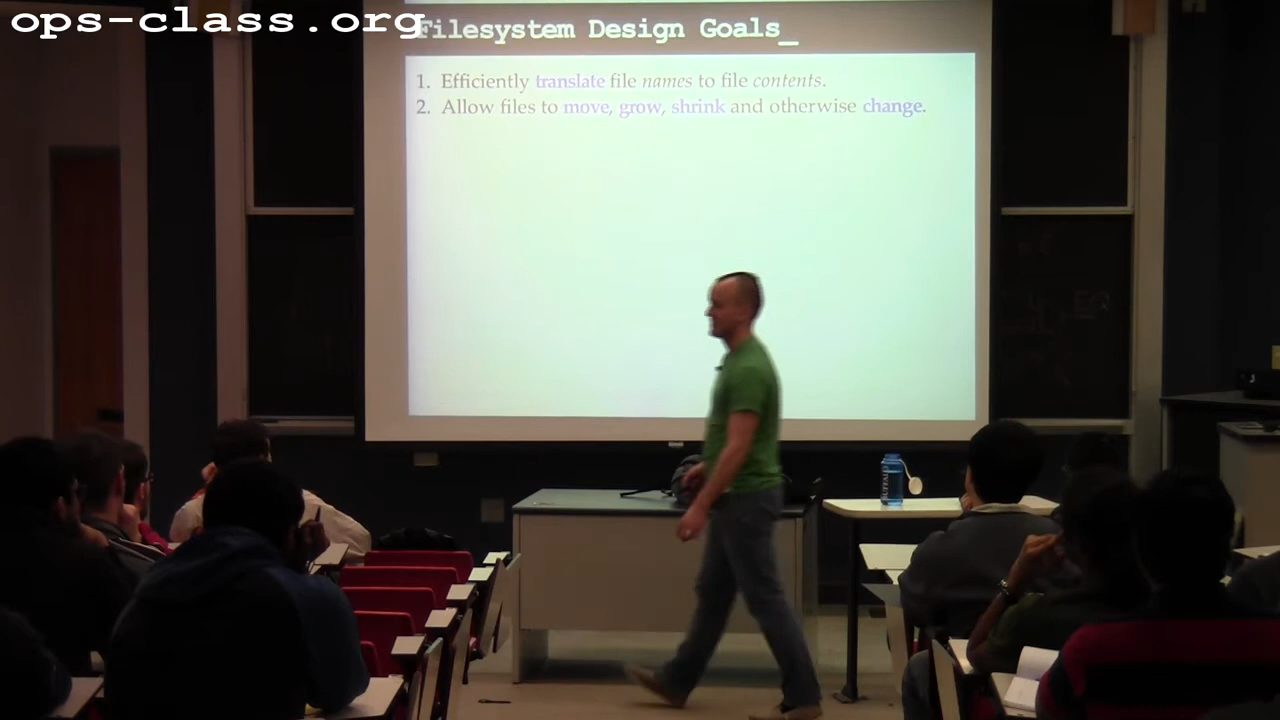 ops-class.org
Filesystem Design Goals_
1. Efficiently translate file names to file contents.
2. Allow files to move, grow, shrink and otherwise change.
BUFFALO